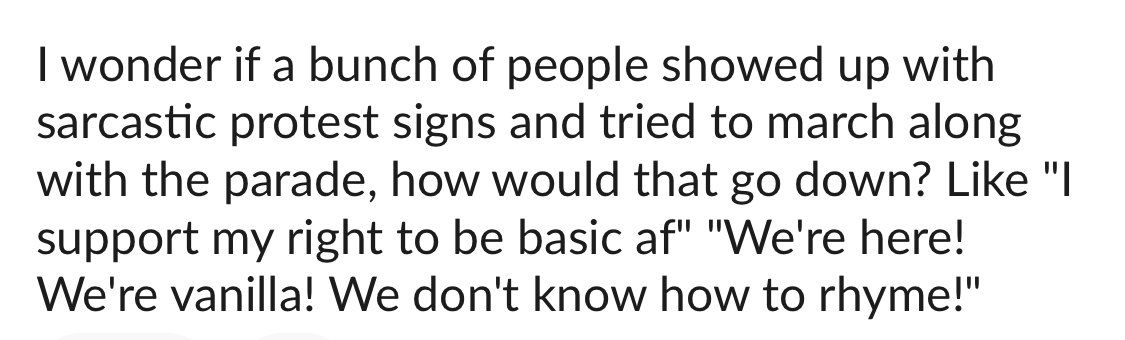 I wonder if a bunch of people showed up with
sarcastic protest signs and tried to march along
with the parade, how would that go down? Like "I
support my right to be basic af" "We're here!
We're vanilla! We don't know how to rhyme!"